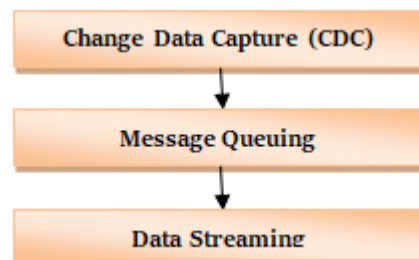 Change Data Capture (CDC)
Message Queuing
Data Streaming